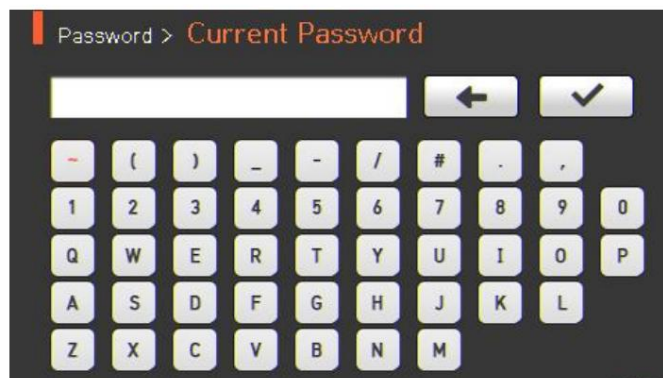 Password > Current Password
~ ( ) _ - / # . ,
1 2 3 4 5 6 7 8 9 0
Q W E R T Y U I O P
A S D F G H J K L
Z X C V B N M